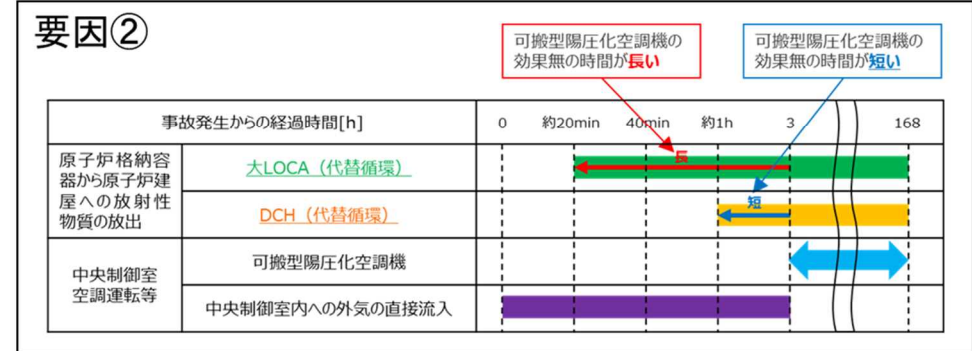 要因②
可搬型陽圧化空調機の
効果無の時間が長い
可搬型陽圧化空調機の
効果無の時間が短い
事故発生からの経過時間[h] 0 約20min 40min 約1h 3 168
原子炉格納容
器から原子炉建
屋への放射性
物質の放出
大LOCA（代替循環）
長
DCH（代替循環）
短
中央制御室
空調運転等
可搬型陽圧化空調機
中央制御室内への外気の直接流入